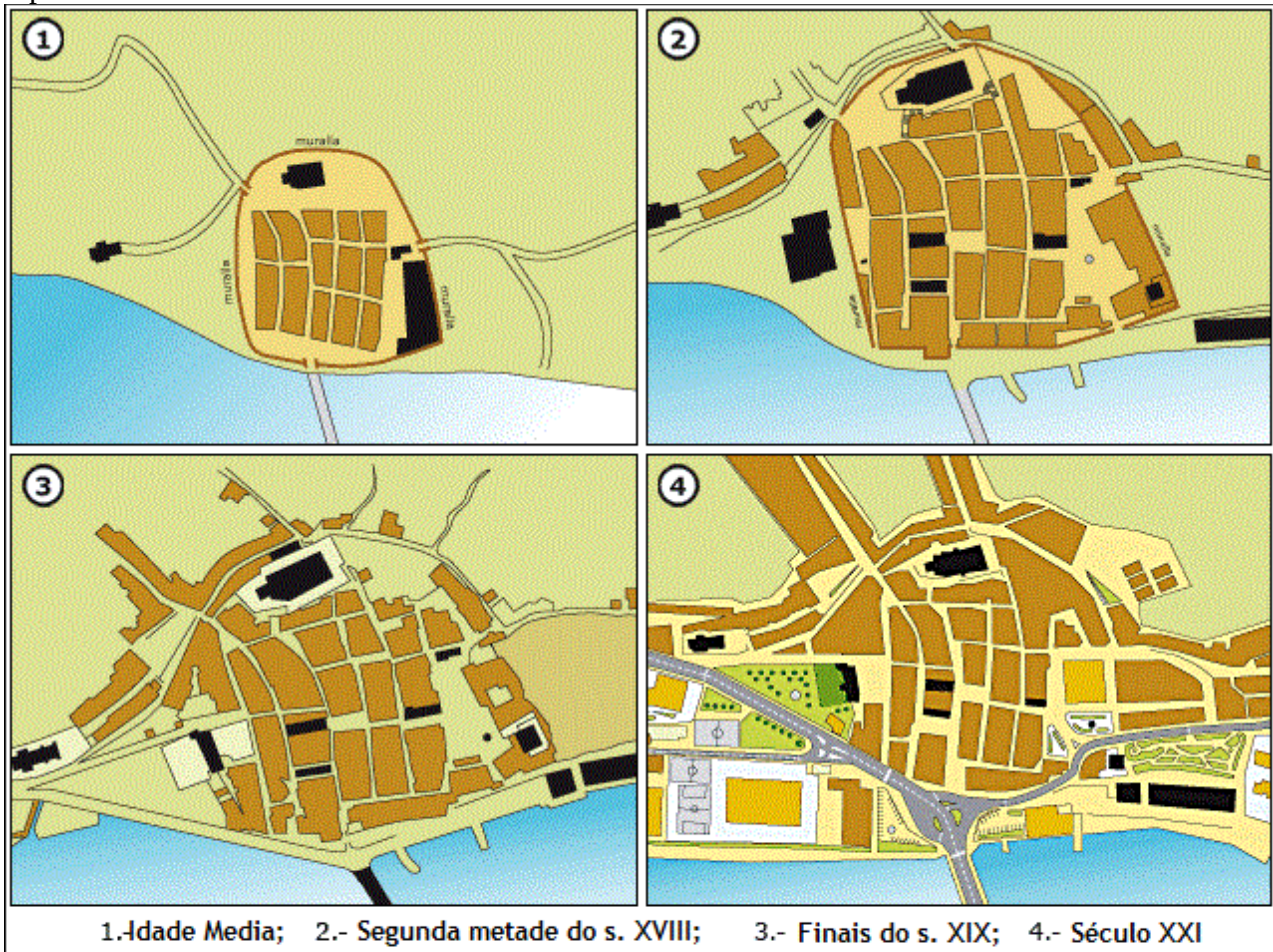 1
2
muralla
muralla
muralla
muralla
muralla
3
4
1.-Idade Media; 2.- Segunda metade do s. XVIII; 3.- Finais do s. XIX; 4.- Século XXI